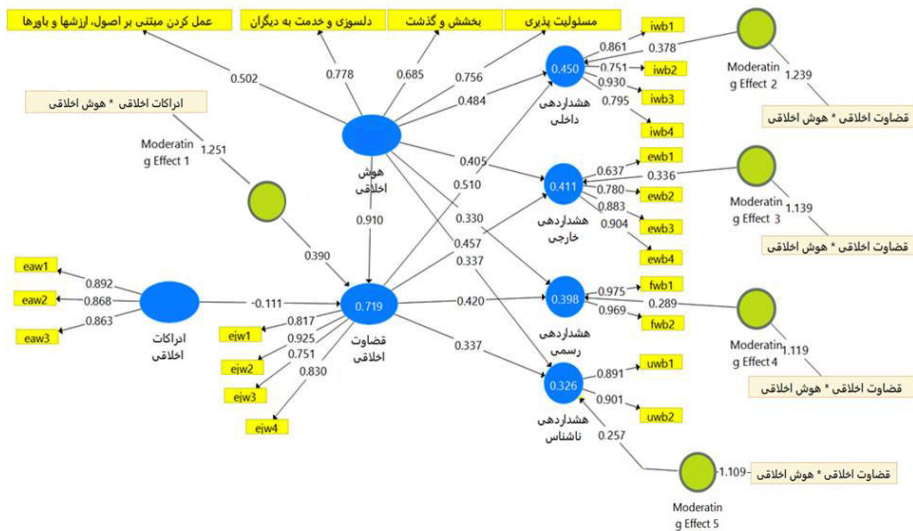 عمل کردن مبتنی بر اصول، ارزشها و باورها
دلسوزی و خدمت به دیگران
بخشش و گذشت
مسئولیت پذیری
0.502
0.778
0.685
0.756
ادراکات اخلاقی * هوش اخلاقی
1.251
Moderatin
g Effect 1
0.390
هوش
اخلاقی
0.484
0.405
0.330
0.457
0.337
0.910
0.510
eaw1
eaw2
eaw3
0.892
0.868
0.863
ادراکات
اخلاقی
-0.111
0.719
قضاوت
اخلاقی
ejw1
ejw2
ejw3
ejw4
0.817
0.925
0.751
0.830
0.420
0.337
0.450
هشداردهی
داخلی
0.861
0.751
0.930
0.795
iwb1
iwb2
iwb3
iwb4
0.378
Moderatin
g Effect 2
1.239
قضاوت اخلاقی * هوش اخلاقی
0.411
هشداردهی
خارجی
0.637
0.780
0.883
0.904
ewb1
ewb2
ewb3
ewb4
0.336
Moderatin
g Effect 3
1.139
قضاوت اخلاقی * هوش اخلاقی
0.398
هشداردهی
رسمی
0.975
0.969
fwb1
fwb2
0.289
Moderatin
g Effect 4
1.119
قضاوت اخلاقی * هوش اخلاقی
0.326
هشداردهی
ناشناس
0.891
0.901
uwb1
uwb2
0.257
Moderatin
g Effect 5
1.109
قضاوت اخلاقی * هوش اخلاقی